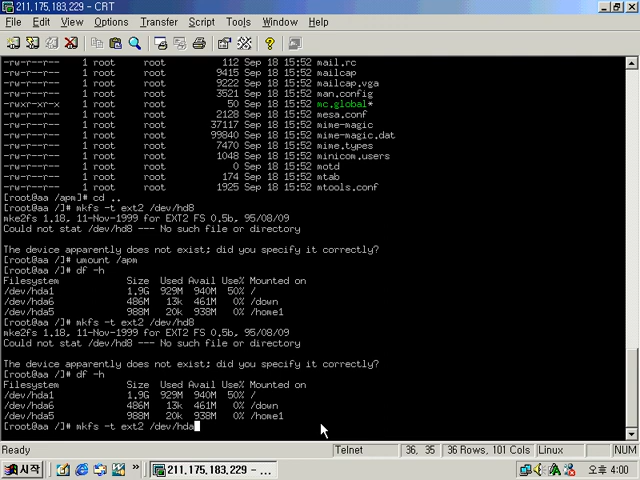 211,175,183,229 - CRT
File Edit View Options Transfer Script Tools Window Help
-rw-r--r-- 1 root root 112 Sep 18 15:52 mail.rc
-rw-r--r-- 1 root root 9415 Sep 18 15:52 mailcap
-rw-r--r-- 1 root root 9222 Sep 18 15:52 mailcap.vga
-rw-r--r-- 1 root root 3521 Sep 18 15:52 man.config
-rwxr-xr-x 1 root root 50 Sep 18 15:52 mc.global*
-rw-r--r-- 1 root root 50 Sep 18 15:52 mesa.conf
-rw-r--r-- 1 root root 37117 Sep 18 15:52 mime-magic
-rw-r--r-- 1 root root 99840 Sep 18 15:52 mime-magic.dat
-rw-r--r-- 1 root root 7470 Sep 18 15:52 mime.types
-rw-r--r-- 1 root root 1048 Sep 18 15:52 minicom.users
-rw-r--r-- 1 root root 0 Sep 18 15:52 motd
-rw-r--r-- 1 root root 174 Sep 18 15:52 mtab
-rw-r--r-- 1 root root 1925 Sep 18 15:52 mtools.conf
[root@aa /apm]# cd ..
[root@aa /]# mkfs -t ext2 /dev/hd8
mke2fs 1.18, 11-Nov-1999 for EXT2 FS 0.5b, 95/08/09
Could not stat /dev/hd8 --- No such file or directory
The device apparently does not exist; did you specify it correctly?
[root@aa /]# umount /apm
[root@aa /]# df -h
Filesystem Size Used Avail Use% Mounted on
/dev/hda1 1.9G 929M 940M 50% /
/dev/hda6 486M 13k 461M 0% /down
/dev/hda5 988M 20k 938M 0% /home1
[root@aa /]# mkfs -t ext2 /dev/hd8
mke2fs 1.18, 11-Nov-1999 for EXT2 FS 0.5b, 95/08/09
Could not stat /dev/hd8 --- No such file or directory
The device apparently does not exist; did you specify it correctly?
[root@aa /]# df -h
Filesystem Size Used Avail Use% Mounted on
/dev/hda1 1.9G 929M 940M 50% /
/dev/hda6 486M 13k 461M 0% /down
/dev/hda5 988M 20k 938M 0% /home1
[root@aa /]# mkfs -t ext2 /dev/hda
Ready Telnet 36, 35 36 Rows, 101 Cols Linux NUM
시작 211,175,183,229 - ... 오후 4:00